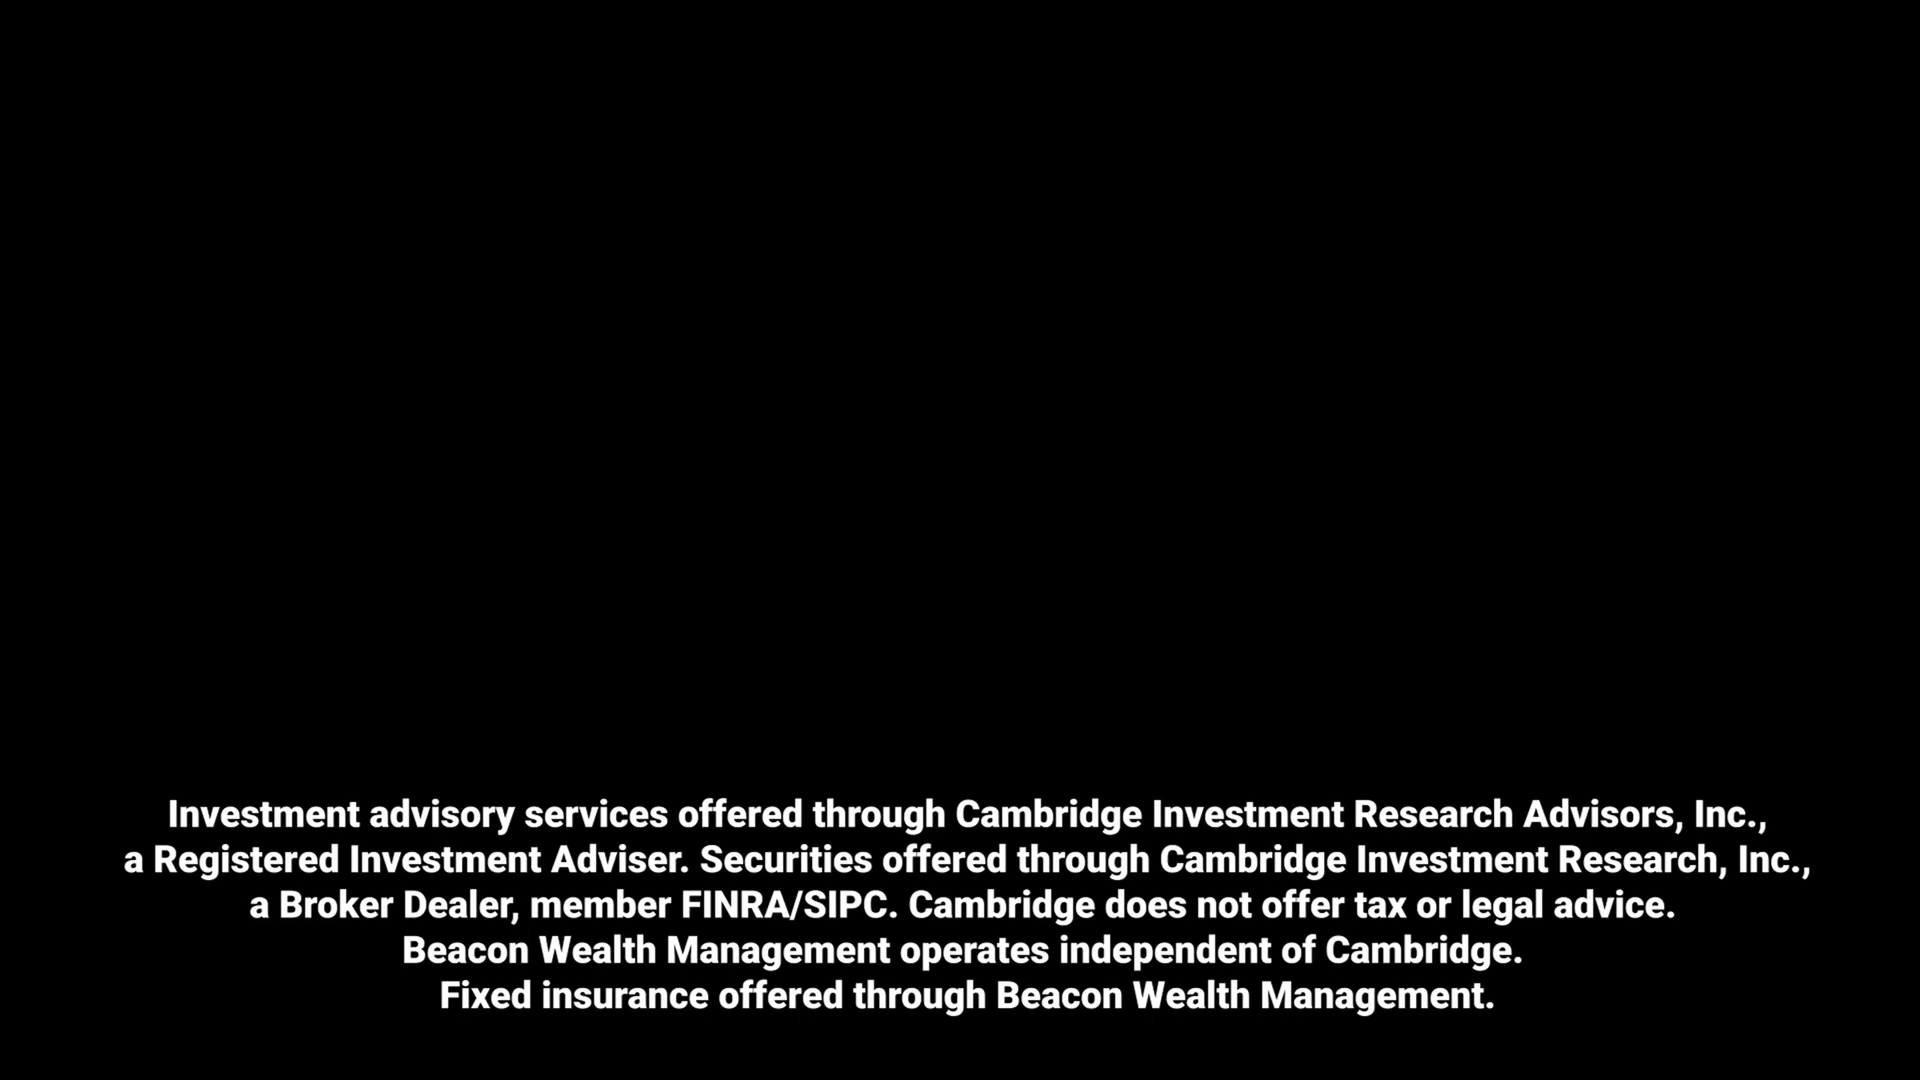 Investment advisory services offered through Cambridge Investment Research Advisors, Inc.,
a Registered Investment Adviser. Securities offered through Cambridge Investment Research, Inc.,
a Broker Dealer, member FINRA/SIPC. Cambridge does not offer tax or legal advice.
Beacon Wealth Management operates independent of Cambridge.
Fixed insurance offered through Beacon Wealth Management.